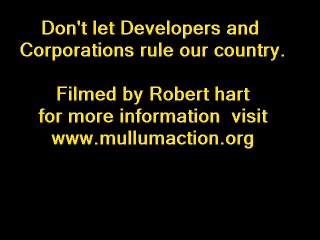 Don't let Developers and
Corporations rule our country.
Filmed by Robert hart
for more information  visit
www.mullumaction.org